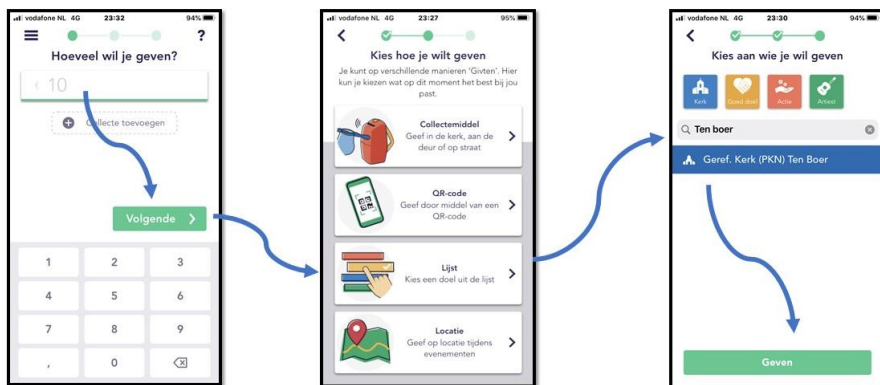 vodafone NL 4G 23:32 94%
?
Hoeveel wil je geven?
‹ 10
Collecte toevoegen
Volgende
1 2 3
4 5 6
7 8 9
, 0
vodafone NL 4G 23:27 95%
Kies hoe je wilt geven
Je kunt op verschillende manieren 'Givten'. Hier
kun je kiezen wat op dit moment het best bij jou
past.
Collectemiddel
Geef in de kerk, aan de
deur of op straat
QR-code
Geef door middel van een
QR-code
Lijst
Kies een doel uit de lijst
Locatie
Geef op locatie tijdens
evenementen
vodafone NL 4G 23:30 94%
Kies aan wie je wil geven
Kerk Goed doel Actie Artiest
Ten boer
Geref. Kerk (PKN) Ten Boer
Geven